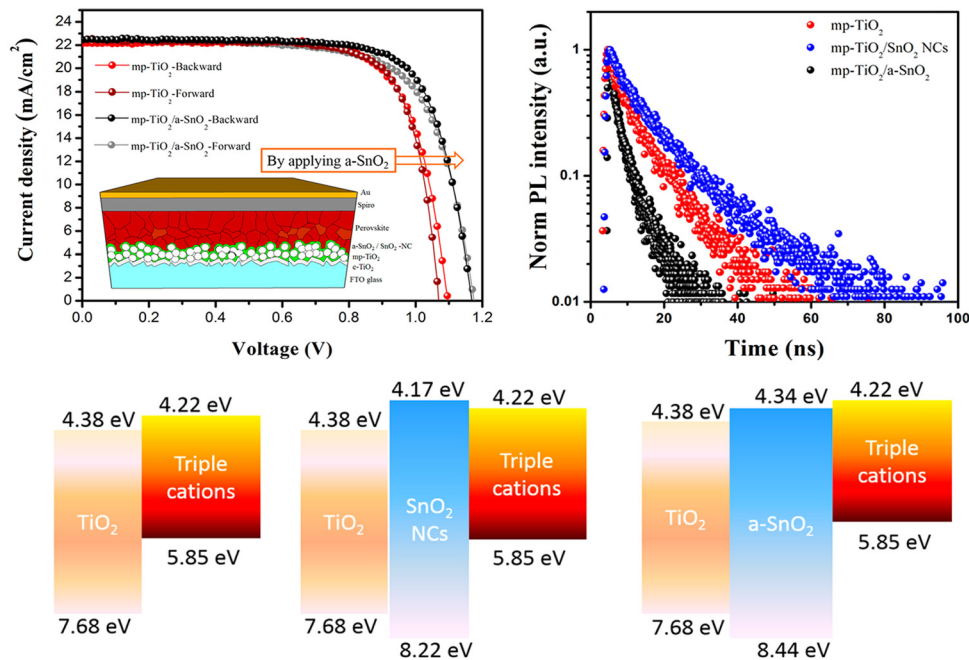 24
22
20
18
16
14
12
10
8
6
4
2
0
Current density (mA/cm²)
mp-TiO₂-Backward
mp-TiO₂-Forward
mp-TiO₂/a-SnO₂-Backward
mp-TiO₂/a-SnO₂-Forward
By applying a-SnO₂
Au
Spiro
Perovskite
a-SnO₂ / SnO₂ -NC
mp-TiO₂
c-TiO₂
FTO glass
0.0 0.2 0.4 0.6 0.8 1.0 1.2
Voltage (V)
mp-TiO₂
mp-TiO₂/SnO₂ NCs
mp-TiO₂/a-SnO₂
Norm PL intensity (a.u.)
1
0.1
0.01
0 20 40 60 80 100
Time (ns)
4.38 eV
4.22 eV
TiO₂
Triple
cations
5.85 eV
7.68 eV
4.38 eV
4.17 eV
4.22 eV
TiO₂
SnO₂
NCs
Triple
cations
5.85 eV
7.68 eV
8.22 eV
4.38 eV
4.34 eV
4.22 eV
TiO₂
a-SnO₂
Triple
cations
5.85 eV
7.68 eV
8.44 eV